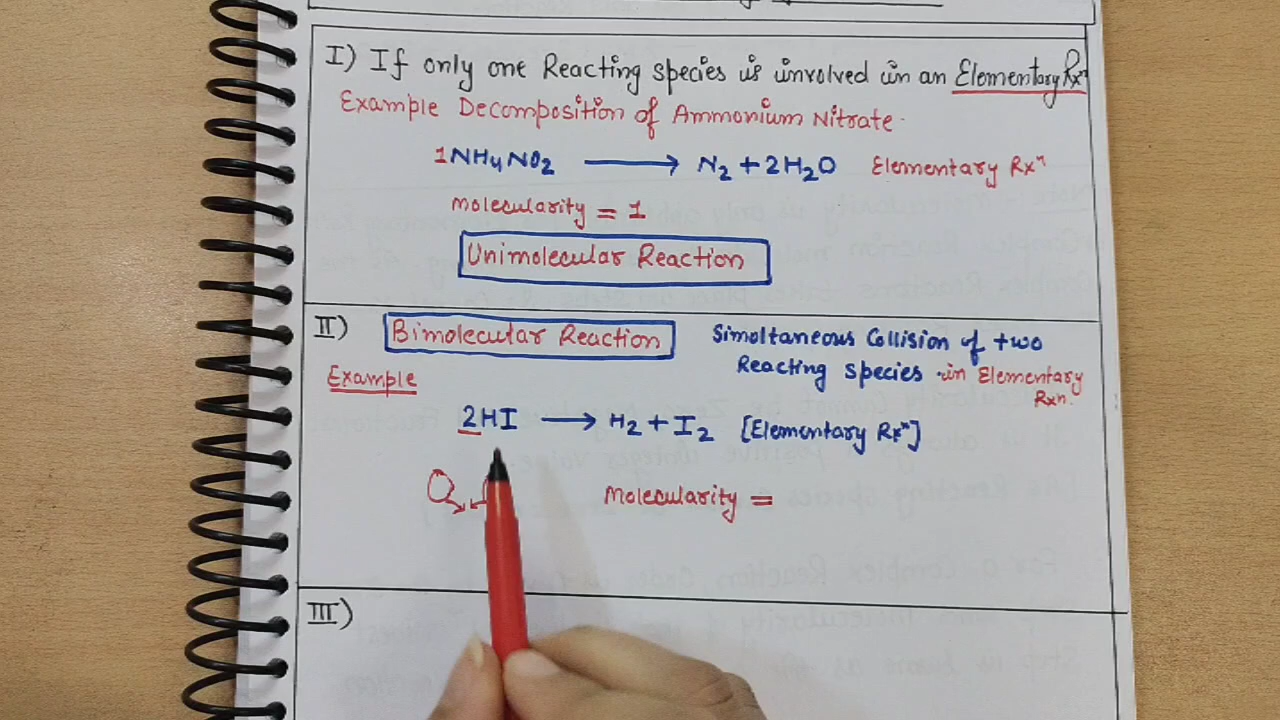 I) If only one Reacting species is involved in an Elementary Rxⁿ
Example Decomposition of Ammonium Nitrate.
1NH4NO2 ⟶ N2 + 2H2O Elementary Rxⁿ
molecularity = 1
Unimolecular Reaction
II) Bimolecular Reaction Simoltaneous Collision of two
Reacting species in Elementary
Rxn.
Example
2HI ⟶ H2 + I2 [Elementary Rxⁿ]
Molecularity =
III)